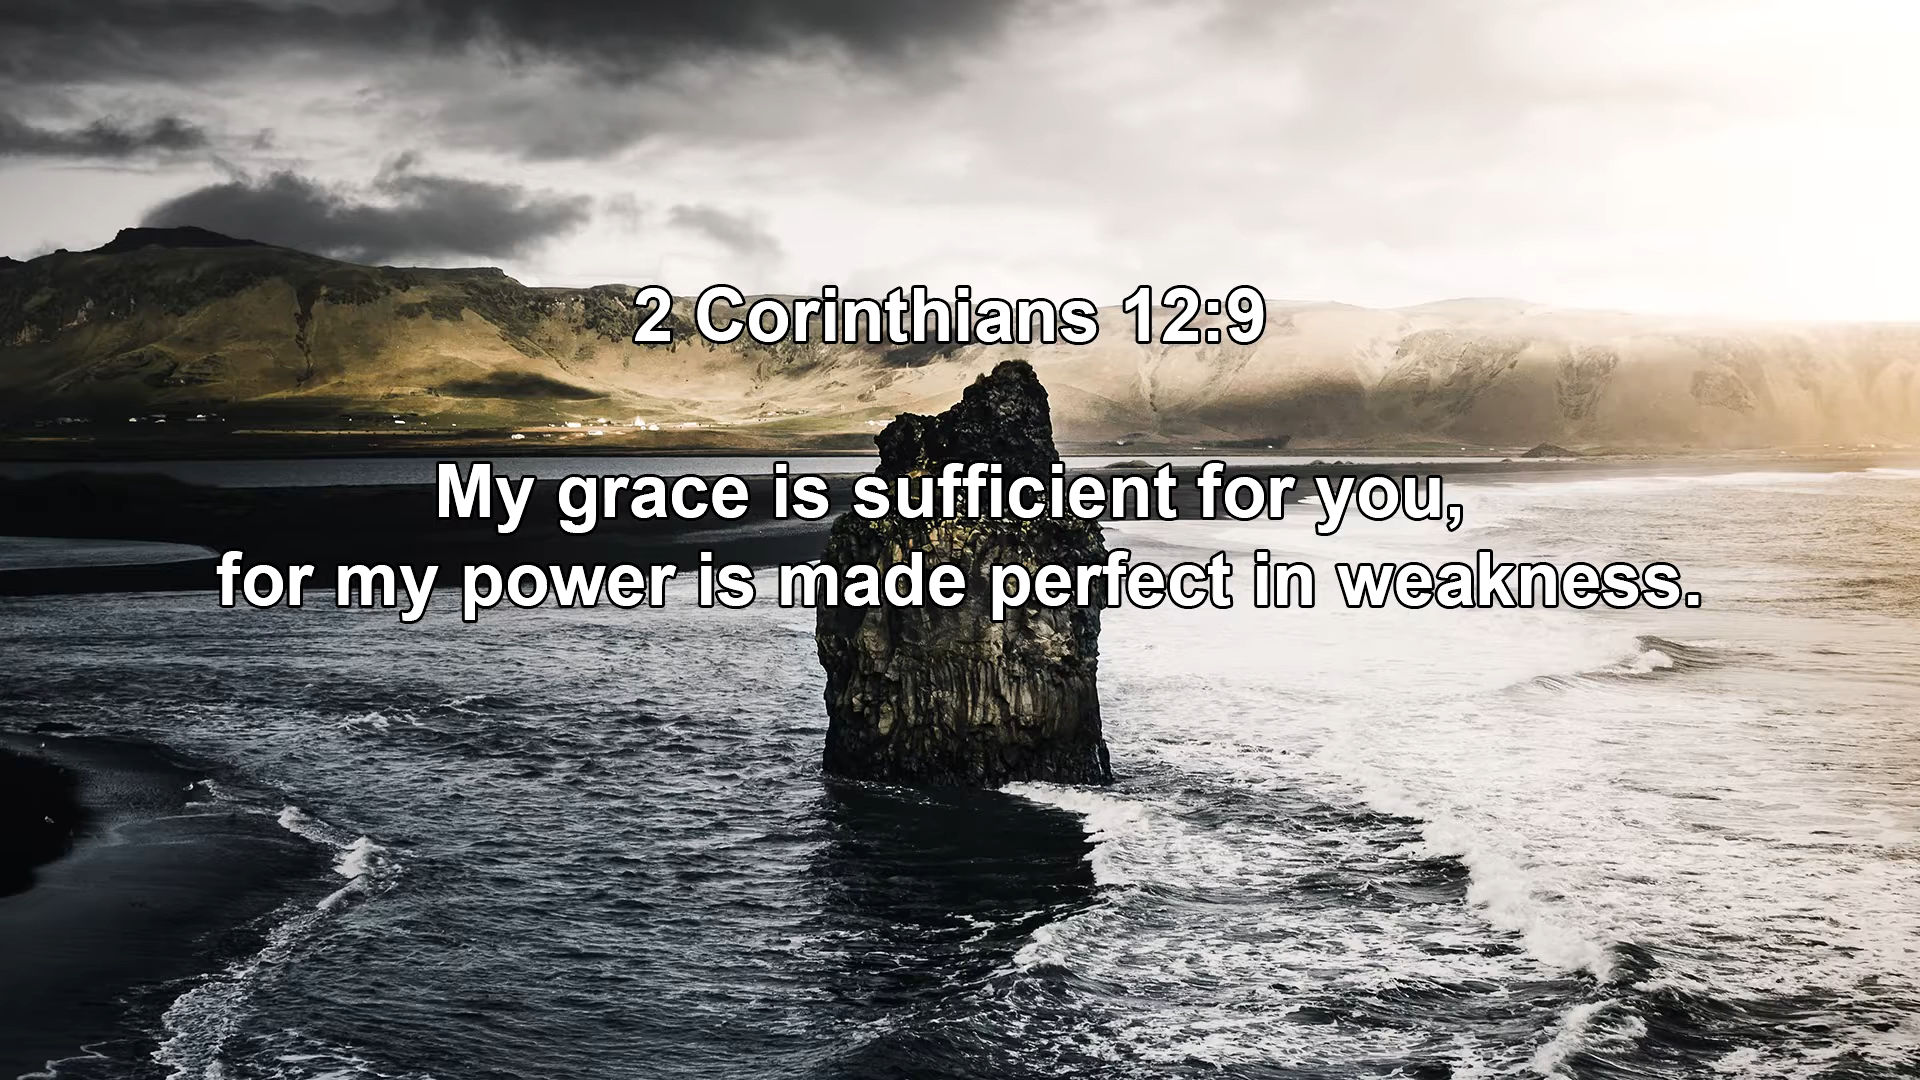 2 Corinthians 12:9
My grace is sufficient for you,
for my power is made perfect in weakness.